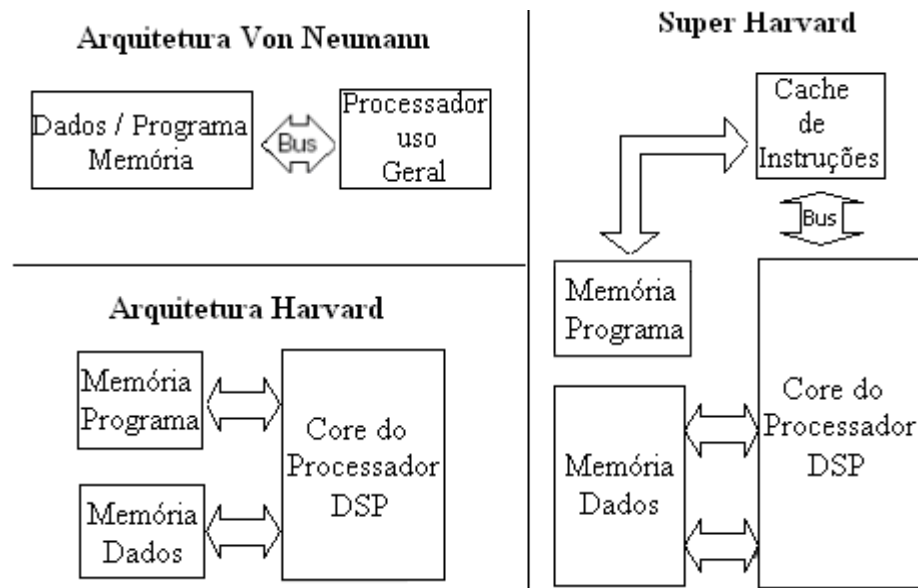 Arquitetura Von Neumann
Dados / Programa
Memória
Bus
Processador
uso
Geral
Arquitetura Harvard
Memória
Programa
Memória
Dados
Core do
Processador
DSP
Super Harvard
Cache
de
Instruções
Bus
Memória
Programa
Memória
Dados
Core do
Processador
DSP